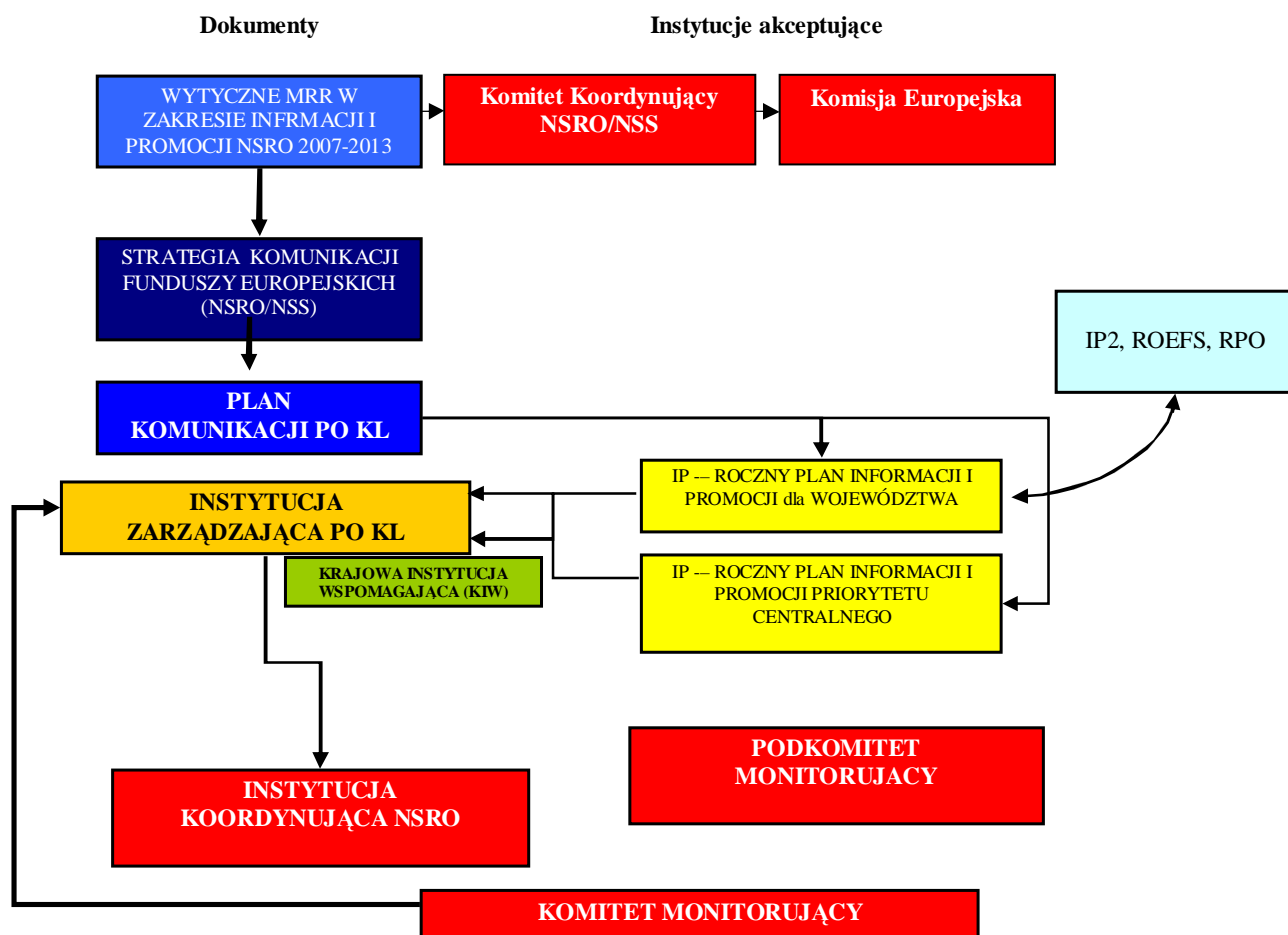 Dokumenty
Instytucje akceptujące
WYTYCZNE MRR W
ZAKRESIE INFRMACJI I
PROMOCJI NSRO 2007-2013
Komitet Koordynujący
NSRO/NSS
Komisja Europejska
STRATEGIA KOMUNIKACJI
FUNDUSZY EUROPEJSKICH
(NSRO/NSS)
IP2, ROEFS, RPO
PLAN
KOMUNIKACJI PO KL
IP --- ROCZNY PLAN INFORMACJI I
PROMOCJI dla WOJEWÓDZTWA
INSTYTUCJA
ZARZĄDZAJĄCA PO KL
KRAJOWA INSTYTUCJA
WSPOMAGAJĄCA (KIW)
IP --- ROCZNY PLAN INFORMACJI I
PROMOCJI PRIORYTETU
CENTRALNEGO
PODKOMITET
MONITORUJACY
INSTYTUCJA
KOORDYNUJĄCA NSRO
KOMITET MONITORUJĄCY